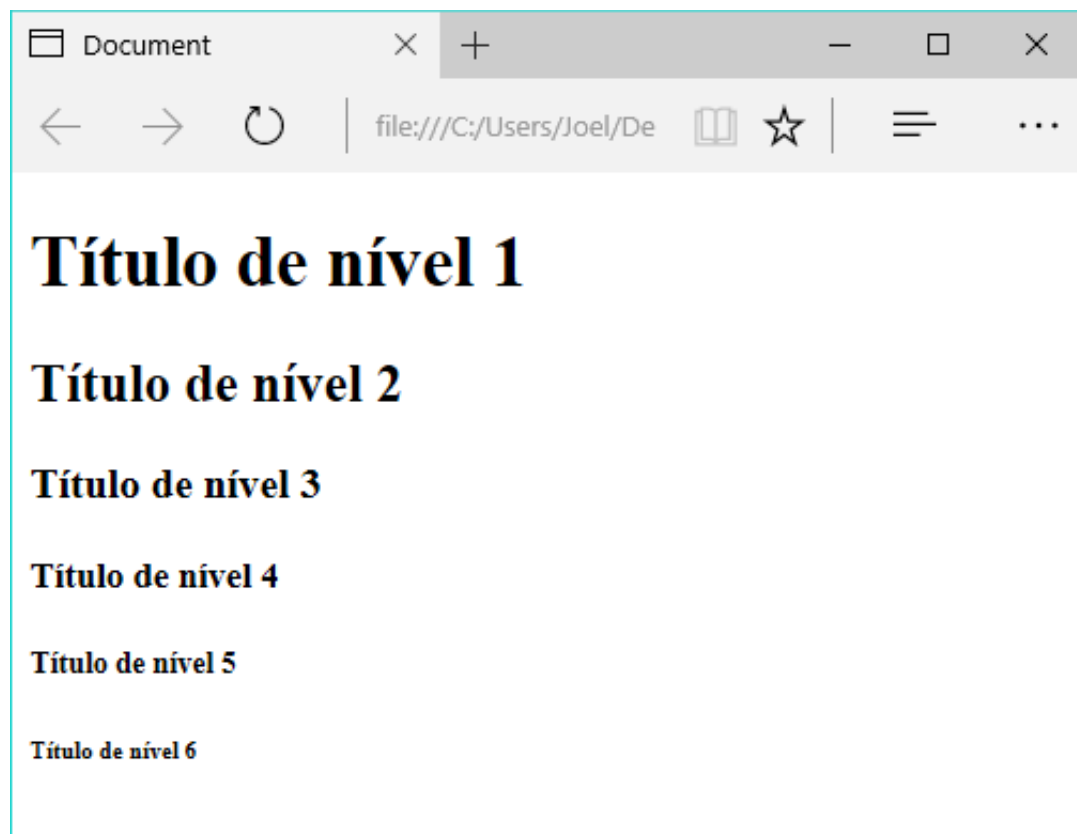 Document
file:///C:/Users/Joel/De
Título de nível 1
Título de nível 2
Título de nível 3
Título de nível 4
Título de nível 5
Título de nível 6